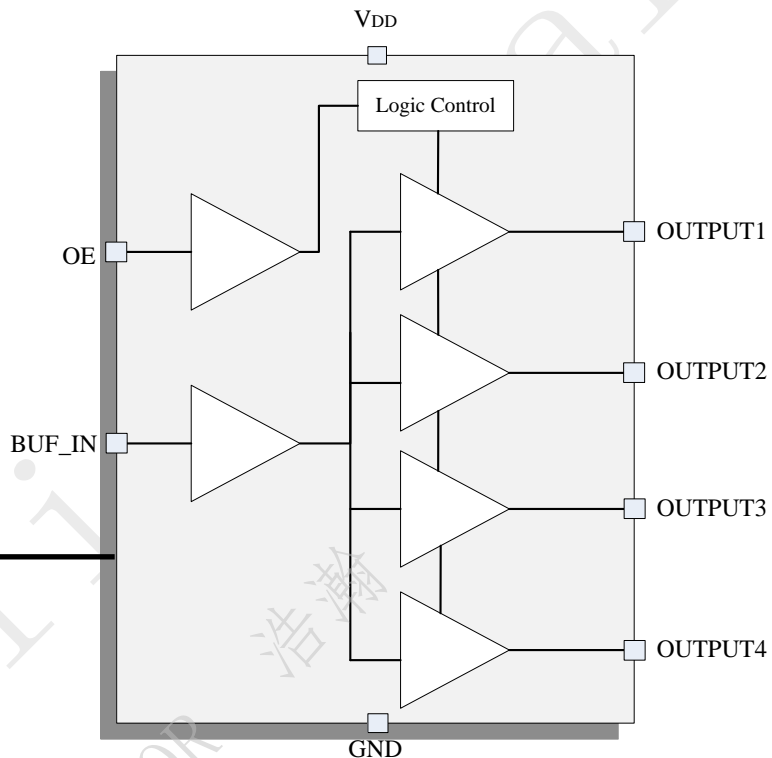 VDD
Logic Control
OE
OUTPUT1
OUTPUT2
BUF_IN
OUTPUT3
浩瀚
OUTPUT4
GND